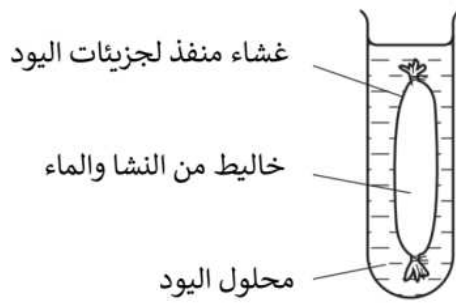 غشاء منفذ لجزيئات اليود
خاليط من النشا والماء
محلول اليود